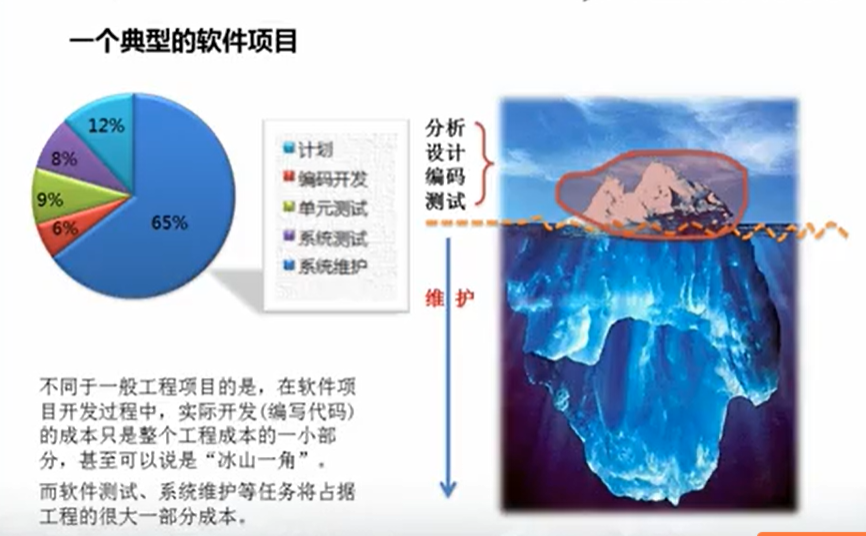 一个典型的软件项目
12%
8%
9%
6%
65%
计划
编码开发
单元测试
系统测试
系统维护
分析
设计
编码
测试
维护
不同于一般工程项目的是，在软件项
目开发过程中，实际开发(编写代码)
的成本只是整个工程成本的一小部
分，甚至可以说是“冰山一角”。
而软件测试、系统维护等任务将占据
工程的很大一部分成本。